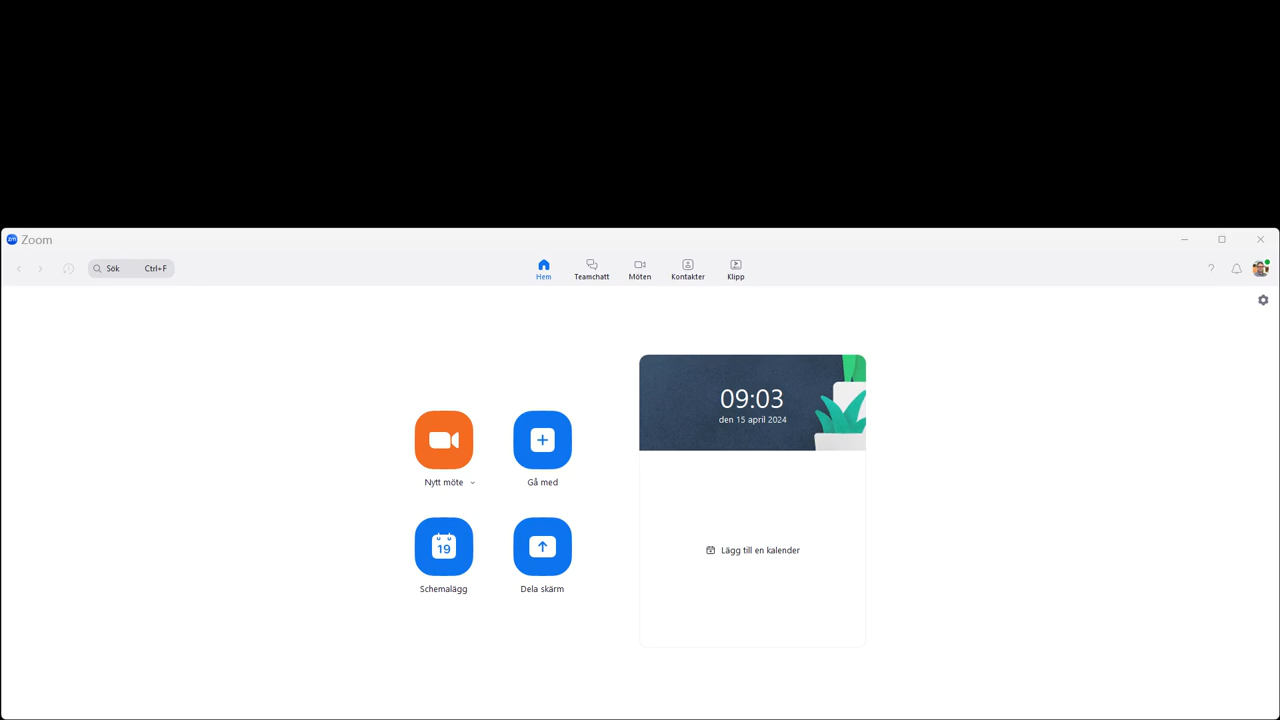 zm Zoom
Sök Ctrl+F
Hem
Teamchatt
Möten
Kontakter
Klipp
09:03
den 15 april 2024
Nytt möte
Gå med
19
Schemalägg
Dela skärm
Lägg till en kalender